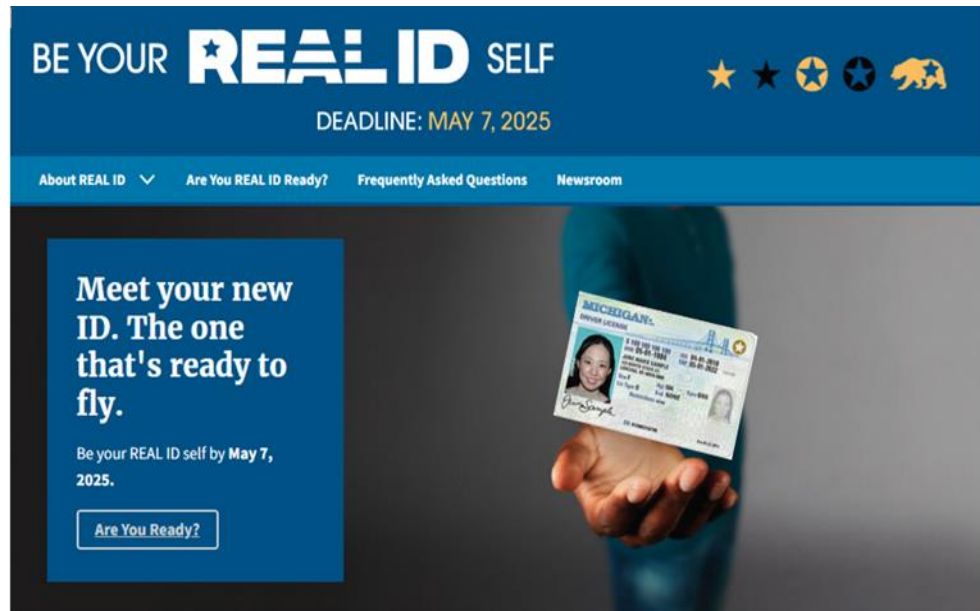 BE YOUR REAL ID SELF
DEADLINE: MAY 7, 2025
About REAL ID
Are You REAL ID Ready?
Frequently Asked Questions
Newsroom
Meet your new
ID. The one
that's ready to
fly.
Be your REAL ID self by May 7,
2025.
Are You Ready?
MICHIGAN
DRIVER LICENSE